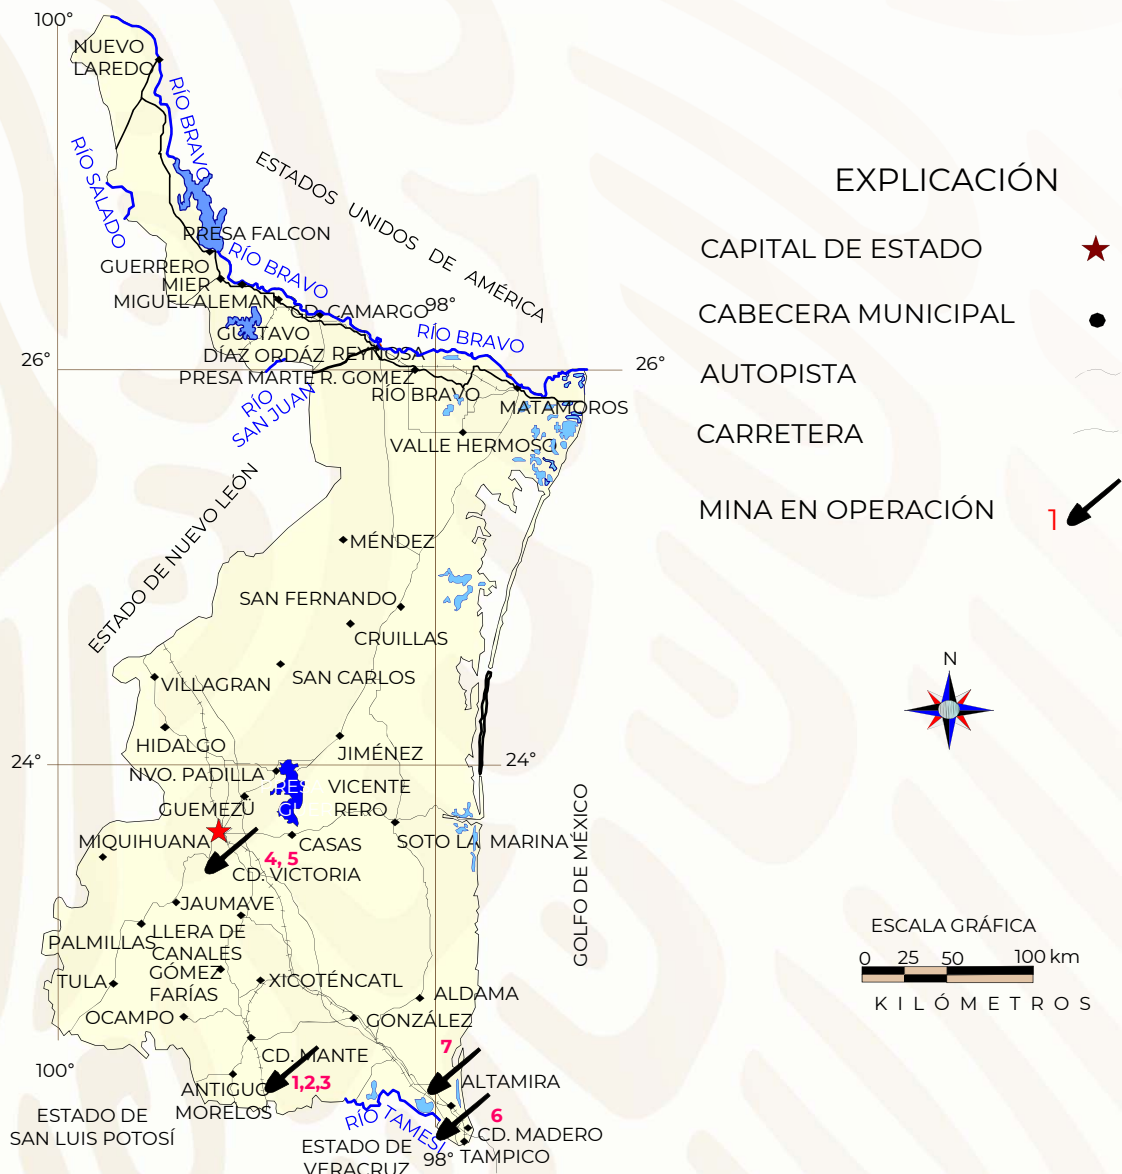 100°
NUEVO
LAREDO
RÍO BRAVO
RÍO SALADO
ESTADOS UNIDOS DE AMÉRICA
PRESA FALCON
RÍO BRAVO
GUERRERO
MIER
MIGUEL ALEMAN
CD. CAMARGO
98°
GUSTAVO
DÍAZ ORDÁZ
REYNOSA
RÍO BRAVO
26°
26°
PRESA MARTE R. GOMEZ
RÍO BRAVO
RÍO
SAN JUAN
MATAMOROS
VALLE HERMOSO
ESTADO DE NUEVO LEÓN
MÉNDEZ
SAN FERNANDO
CRUILLAS
SAN CARLOS
VILLAGRAN
HIDALGO
JIMÉNEZ
24°
24°
NVO. PADILLA
VICENTE
GUEMEZÚ
RERO
MIQUIHUANA
CASAS
SOTO LA MARINA
4, 5
CD. VICTORIA
GOLFO DE MÉXICO
JAUMAVE
PALMILLAS
LLERA DE
CANALES
GÓMEZ
FARÍAS
TULA
XICOTÉNCATL
ALDAMA
OCAMPO
GONZÁLEZ
CD. MANTE
7
100°
1,2,3
ANTIGUO
MORELOS
ALTAMIRA
RÍO TAMESI
6
ESTADO DE
SAN LUIS POTOSÍ
CD. MADERO
ESTADO DE
VERACRUZ
98°
TAMPICO
EXPLICACIÓN
CAPITAL DE ESTADO
CABECERA MUNICIPAL
AUTOPISTA
CARRETERA
MINA EN OPERACIÓN
1
N
ESCALA GRÁFICA
0 25 50 100 km
KILÓMETROS